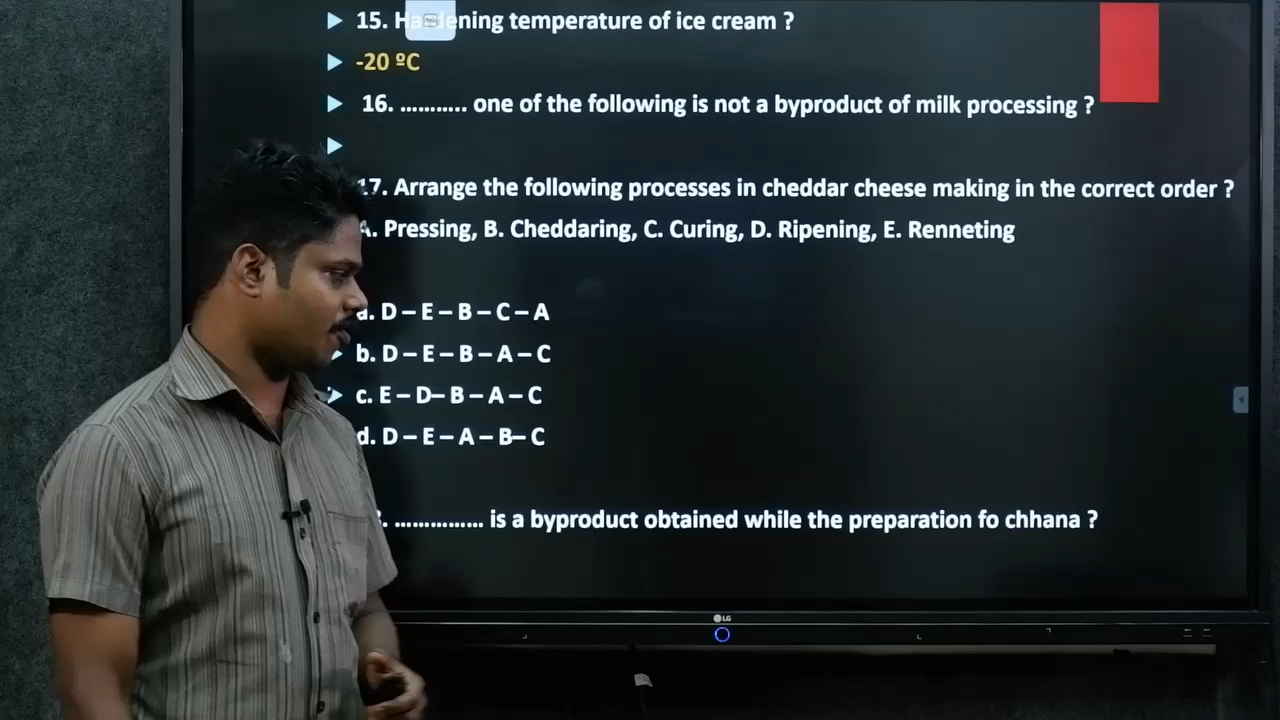 15. Hardening temperature of ice cream ?
-20 ºC
16. ........... one of the following is not a byproduct of milk processing ?
17. Arrange the following processes in cheddar cheese making in the correct order ?
A. Pressing, B. Cheddaring, C. Curing, D. Ripening, E. Renneting
a. D – E – B – C – A
b. D – E – B – A – C
c. E – D– B – A – C
d. D – E – A – B– C
. ............... is a byproduct obtained while the preparation fo chhana ?
LG